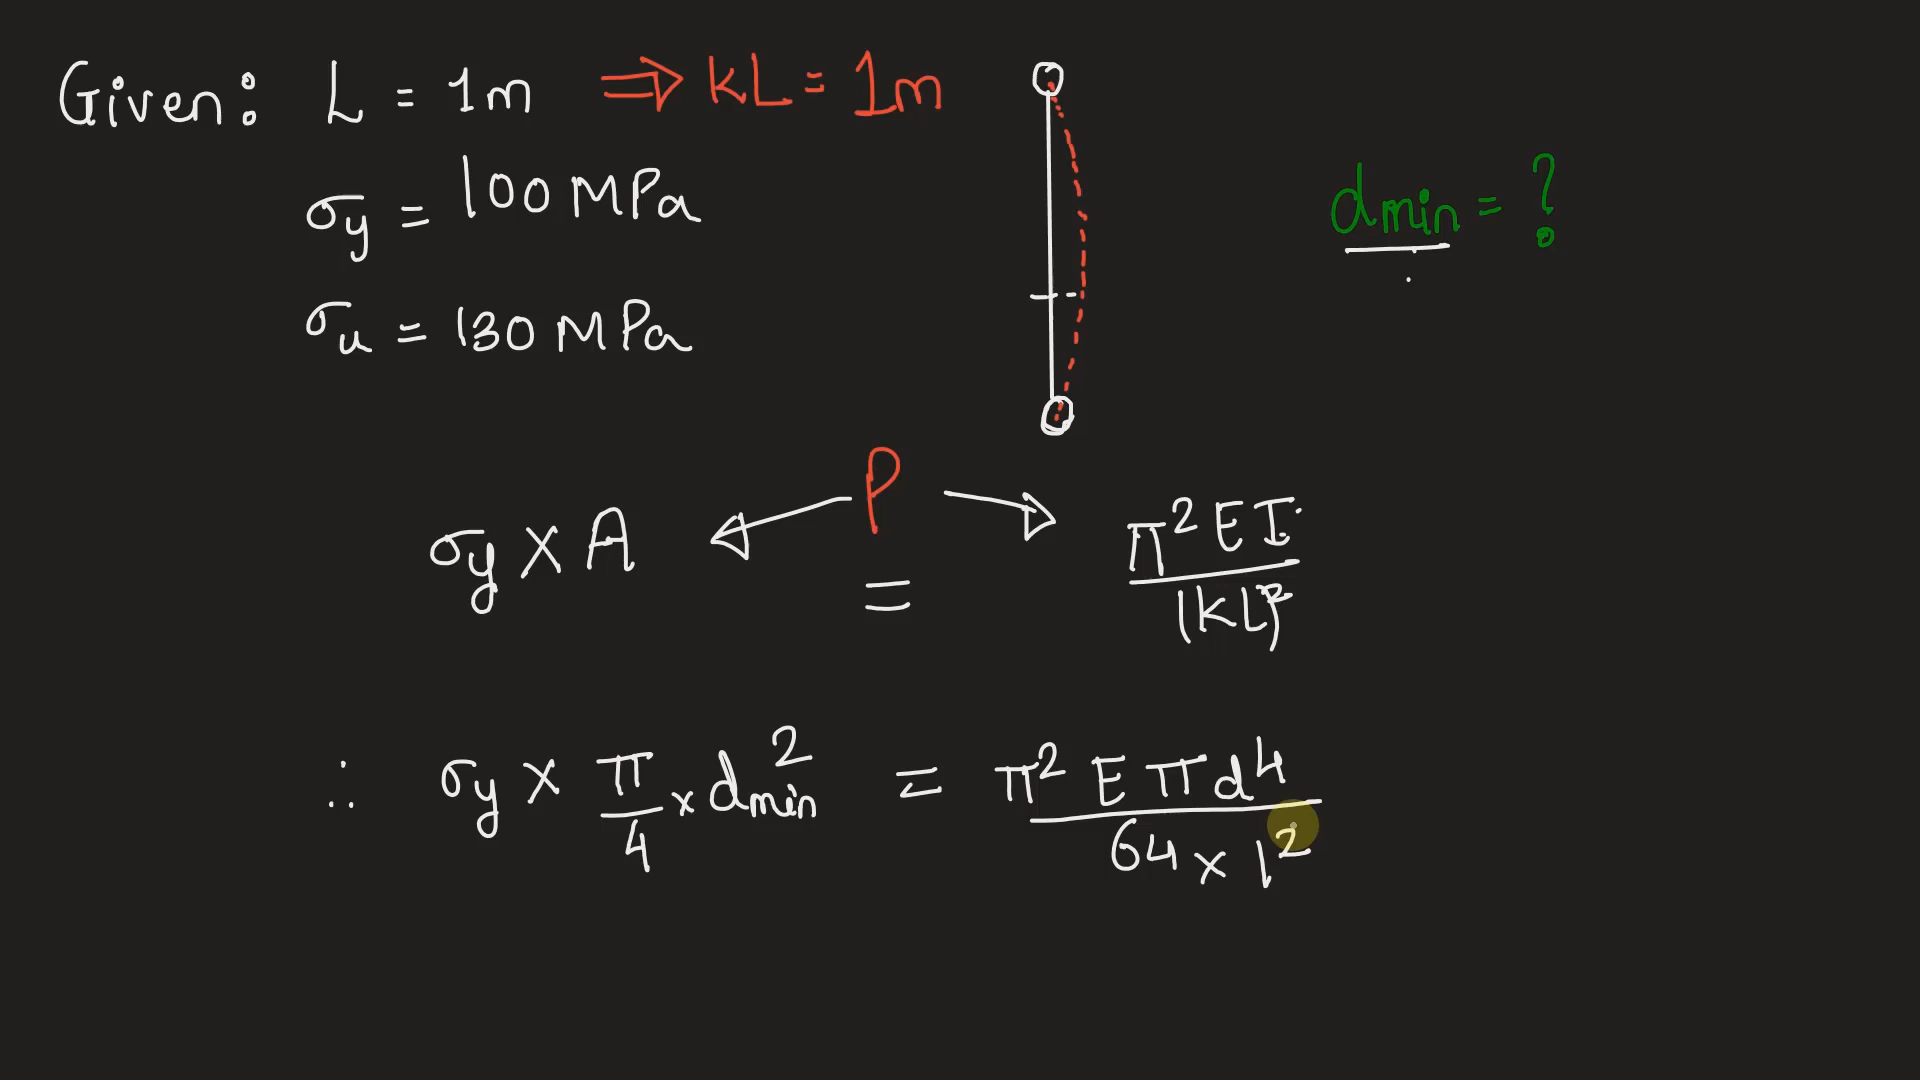 Given: L = 1m ⇒ kL = 1m
σy = 100 MPa
dmin = ?
σu = 130 MPa
P
σy × A = π² E I / (kL)²
∴ σy × π/4 × dmin² = π² E π d⁴ / 64 × 1²